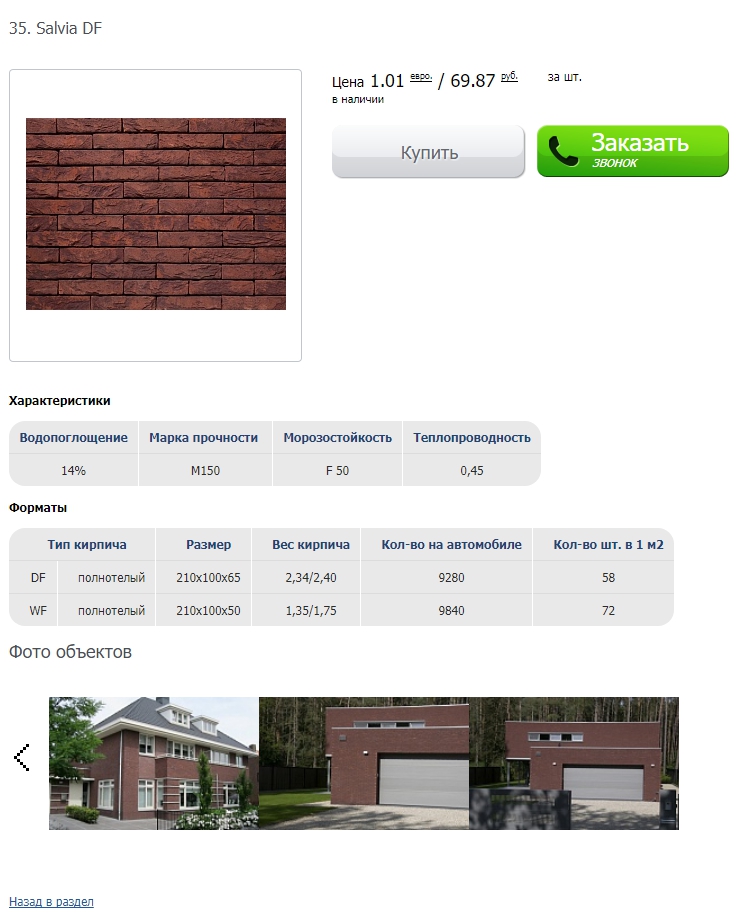 35. Salvia DF
Цена 1.01 евро. / 69.87 руб. за шт.
в наличии
Купить
Заказать
звонок
Характеристики
Водопоглощение Марка прочности Морозостойкость Теплопроводность
14% М150 F 50 0,45
Форматы
Тип кирпича Размер Вес кирпича Кол-во на автомобиле Кол-во шт. в 1 м2
DF полнотелый 210x100x65 2,34/2,40 9280 58
WF полнотелый 210x100x50 1,35/1,75 9840 72
Фото объектов
Назад в раздел